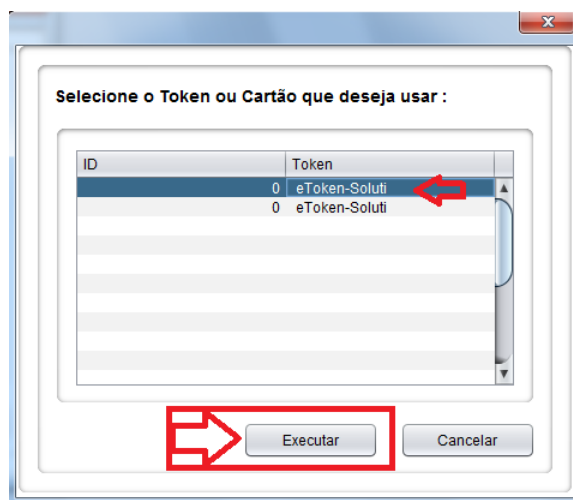 x
Selecione o Token ou Cartão que deseja usar :
ID Token
0 eToken-Soluti
0 eToken-Soluti
Executar Cancelar